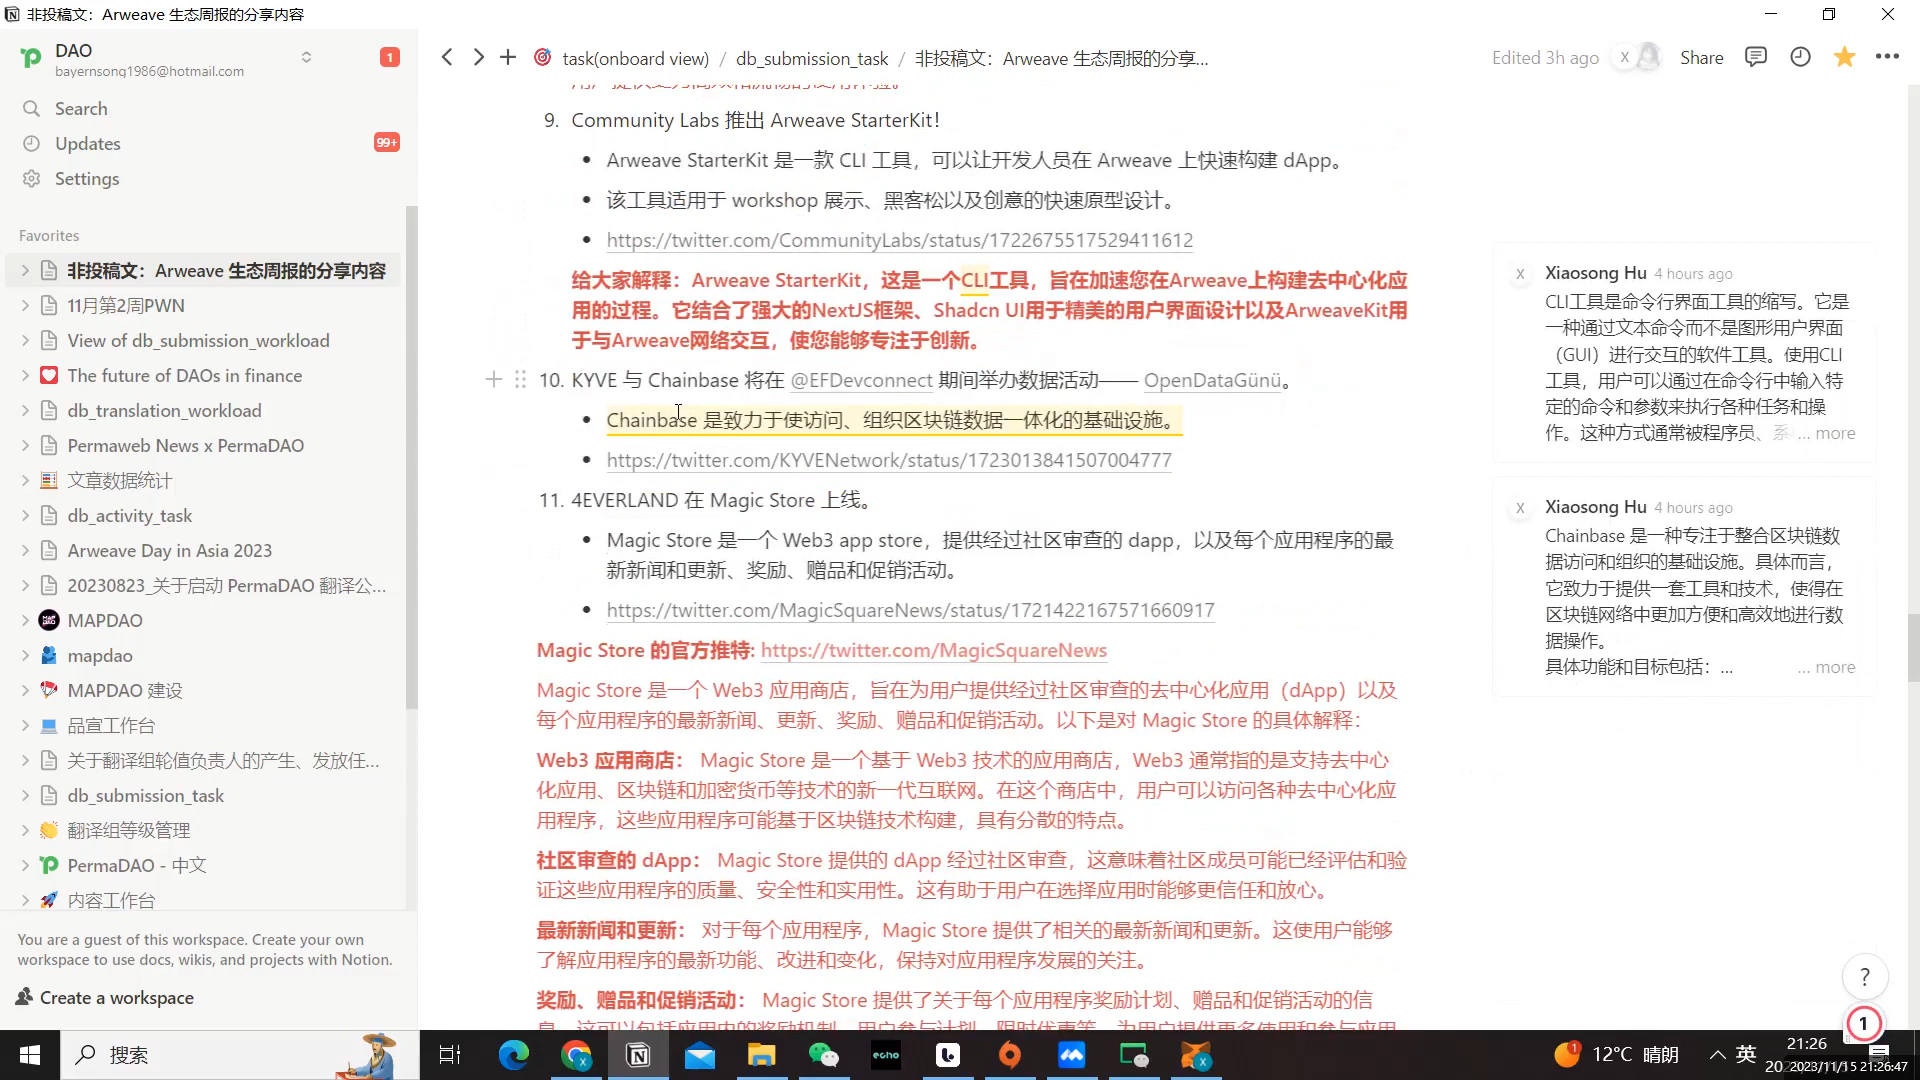 非投稿文：Arweave 生态周报的分享内容
DAO
bayernsong1986@hotmail.com
1
Search
Updates
99+
Settings
Favorites
非投稿文：Arweave 生态周报的分享内容
11月第2周PWN
View of db_submission_workload
The future of DAOs in finance
db_translation_workload
Permaweb News x PermaDAO
文章数据统计
db_activity_task
Arweave Day in Asia 2023
20230823_关于启动 PermaDAO 翻译公...
MAPDAO
mapdao
MAPDAO 建设
品宣工作台
关于翻译组轮值负责人的产生、发放任...
db_submission_task
翻译组等级管理
PermaDAO - 中文
内容工作台
You are a guest of this workspace. Create your own
workspace to use docs, wikis, and projects with Notion.
Create a workspace
task(onboard view) / db_submission_task / 非投稿文：Arweave 生态周报的分享...
Edited 3h ago
X
Share
9. Community Labs 推出 Arweave StarterKit！
• Arweave StarterKit 是一款 CLI 工具，可以让开发人员在 Arweave 上快速构建 dApp。
• 该工具适用于 workshop 展示、黑客松以及创意的快速原型设计。
• https://twitter.com/CommunityLabs/status/1722675517529411612
给大家解释：Arweave StarterKit，这是一个CLI工具，旨在加速您在Arweave上构建去中心化应
用的过程。它结合了强大的NextJS框架、Shadcn UI用于精美的用户界面设计以及ArweaveKit用
于与Arweave网络交互，使您能够专注于创新。
10. KYVE 与 Chainbase 将在 @EFDevconnect 期间举办数据活动—— OpenDataGünü。
• Chainbase 是致力于使访问、组织区块链数据一体化的基础设施。
• https://twitter.com/KYVENetwork/status/1723013841507004777
11. 4EVERLAND 在 Magic Store 上线。
• Magic Store 是一个 Web3 app store，提供经过社区审查的 dapp，以及每个应用程序的最
新新闻和更新、奖励、赠品和促销活动。
• https://twitter.com/MagicSquareNews/status/1721422167571660917
Magic Store 的官方推特: https://twitter.com/MagicSquareNews
Magic Store 是一个 Web3 应用商店，旨在为用户提供经过社区审查的去中心化应用（dApp）以及
每个应用程序的最新新闻、更新、奖励、赠品和促销活动。以下是对 Magic Store 的具体解释：
Web3 应用商店： Magic Store 是一个基于 Web3 技术的应用商店，Web3 通常指的是支持去中心
化应用、区块链和加密货币等技术的新一代互联网。在这个商店中，用户可以访问各种去中心化应
用程序，这些应用程序可能基于区块链技术构建，具有分散的特点。
社区审查的 dApp： Magic Store 提供的 dApp 经过社区审查，这意味着社区成员可能已经评估和验
证这些应用程序的质量、安全性和实用性。这有助于用户在选择应用时能够更信任和放心。
最新新闻和更新： 对于每个应用程序，Magic Store 提供了相关的最新新闻和更新。这使用户能够
了解应用程序的最新功能、改进和变化，保持对应用程序发展的关注。
奖励、赠品和促销活动： Magic Store 提供了关于每个应用程序奖励计划、赠品和促销活动的信
X
Xiaosong Hu 4 hours ago
CLI工具是命令行界面工具的缩写。它是
一种通过文本命令而不是图形用户界面
（GUI）进行交互的软件工具。使用CLI
工具，用户可以通过在命令行中输入特
定的命令和参数来执行各种任务和操
作。这种方式通常被程序员、系 ... more
X
Xiaosong Hu 4 hours ago
Chainbase 是一种专注于整合区块链数
据访问和组织的基础设施。具体而言，
它致力于提供一套工具和技术，使得在
区块链网络中更加方便和高效地进行数
据操作。
具体功能和目标包括：... ... more
?
1
搜索
echo
1
12°C 晴朗
英
21:26
2023/11/15 21:26:47